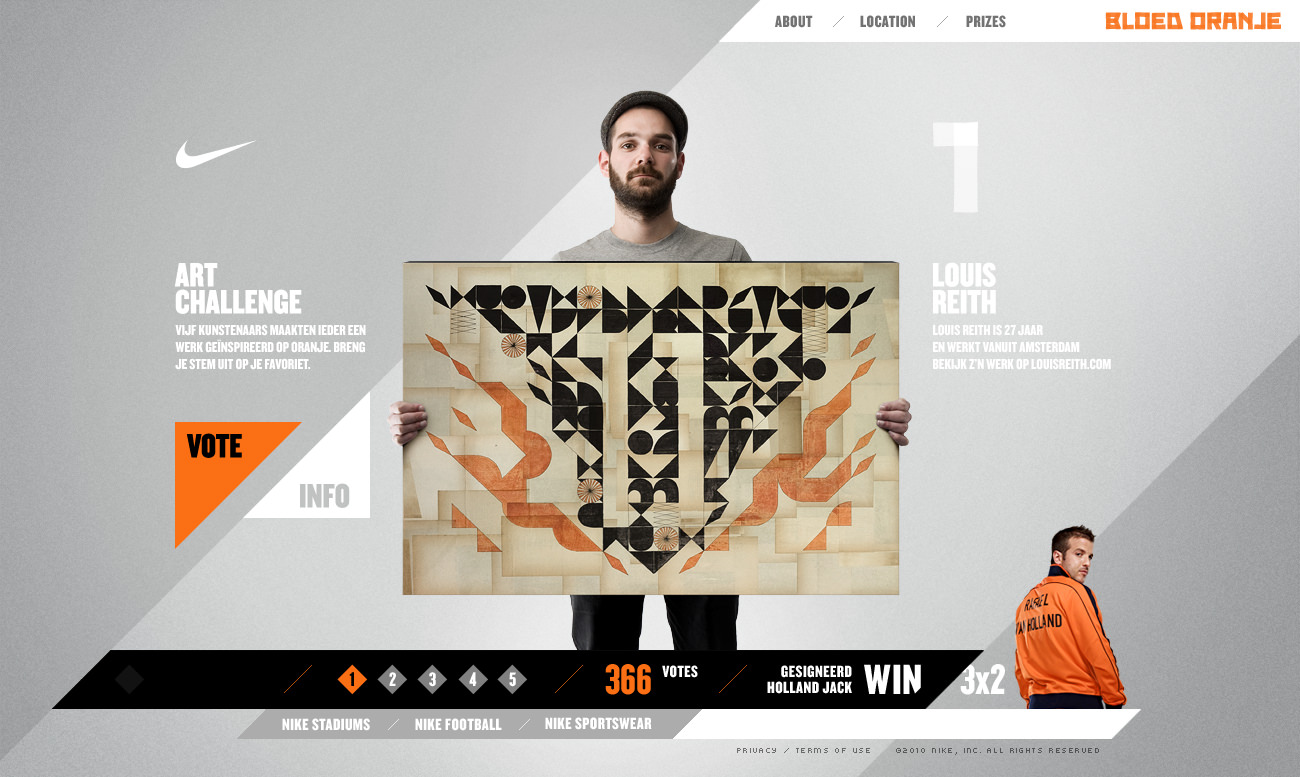 ABOUT / LOCATION / PRIZES
BLOED ORANJE
1
ART
CHALLENGE
VIJF KUNSTENAARS MAAKTEN IEDER EEN
WERK GEÏNSPIREERD OP ORANJE. BRENG
JE STEM UIT OP JE FAVORIET.
LOUIS
REITH
LOUIS REITH IS 27 JAAR
EN WERKT VANUIT AMSTERDAM
BEKIJK Z'N WERK OP LOUISREITH.COM
VOTE
INFO
1 2 3 4 5
366 VOTES
GESIGNEERD
HOLLAND JACK
WIN
3x2
NIKE STADIUMS / NIKE FOOTBALL / NIKE SPORTSWEAR
PRIVACY / TERMS OF USE
©2010 NIKE, INC. ALL RIGHTS RESERVED